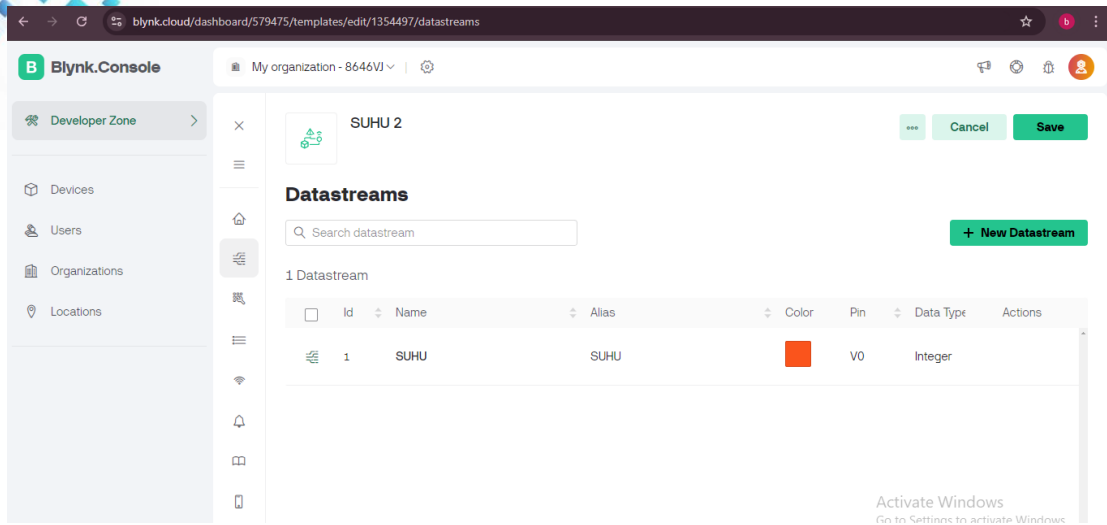 blynk.cloud/dashboard/579475/templates/edit/1354497/datastreams
b
B Blynk.Console
My organization - 8646VJ
Developer Zone
Devices
Users
Organizations
Locations
SUHU 2
Cancel
Save
Datastreams
Search datastream
+ New Datastream
1 Datastream
Id Name Alias Color Pin Data Type Actions
1 SUHU SUHU V0 Integer
Activate Windows
Go to Settings to activate Windows.